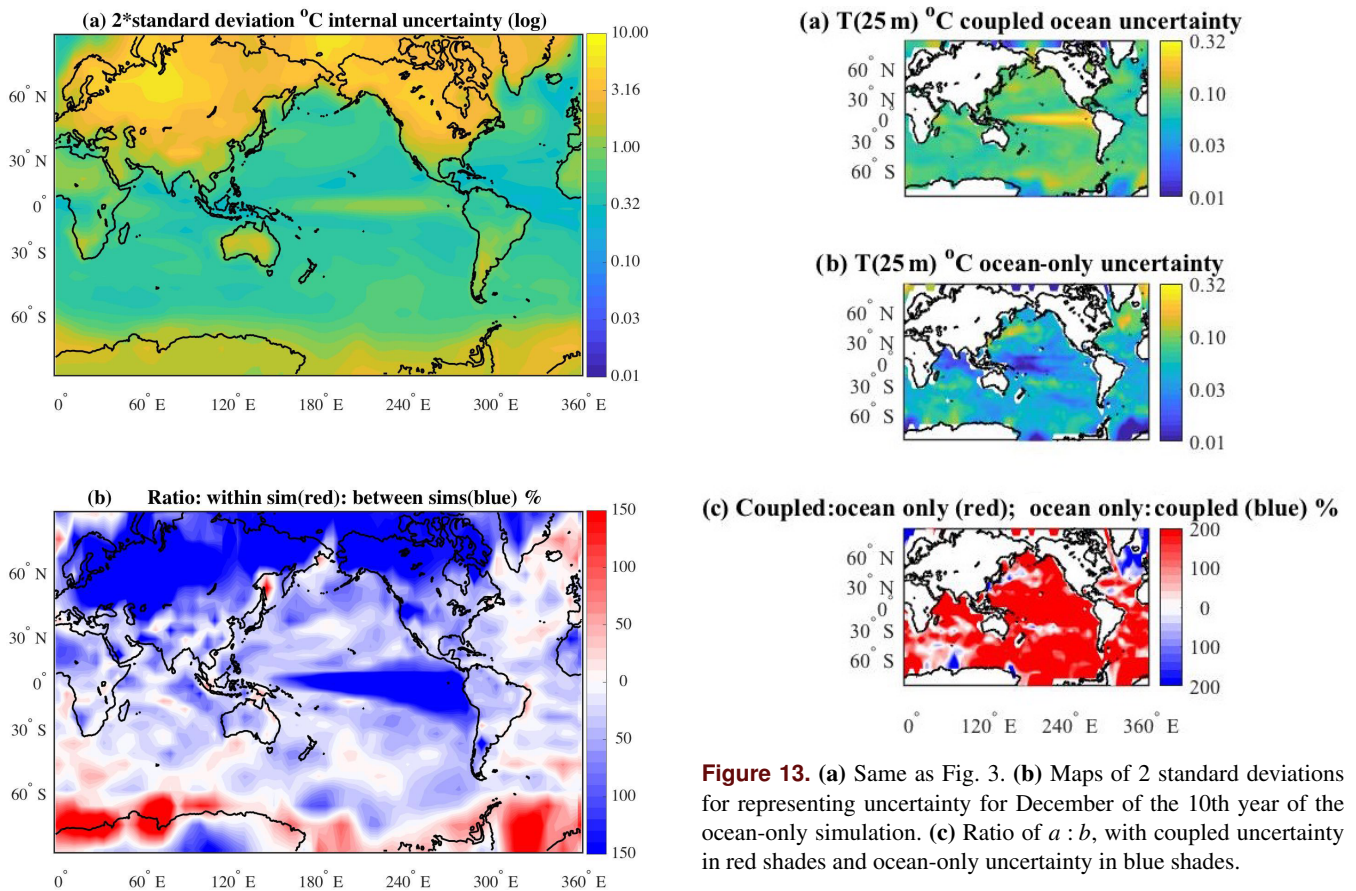 (a) 2*standard deviation °C internal uncertainty (log)
60° N
30° N
0°
30° S
60° S
0° 60° E 120° E 180° E 240° E 300° E 360° E
10.00
3.16
1.00
0.32
0.10
0.03
0.01
(b) Ratio: within sim(red): between sims(blue) %
60° N
30° N
0°
30° S
60° S
0° 60° E 120° E 180° E 240° E 300° E 360° E
150
100
50
0
50
100
150
(a) T(25 m) °C coupled ocean uncertainty
60° N
30° N
0°
30° S
60° S
0.32
0.10
0.03
0.01
(b) T(25 m) °C ocean-only uncertainty
60° N
30° N
0°
30° S
60° S
0.32
0.10
0.03
0.01
(c) Coupled:ocean only (red); ocean only:coupled (blue) %
60° N
30° N
0°
30° S
60° S
0° 120° E 240° E 360° E
200
100
0
100
200
Figure 13. (a) Same as Fig. 3. (b) Maps of 2 standard deviations
for representing uncertainty for December of the 10th year of the
ocean-only simulation. (c) Ratio of a : b, with coupled uncertainty
in red shades and ocean-only uncertainty in blue shades.